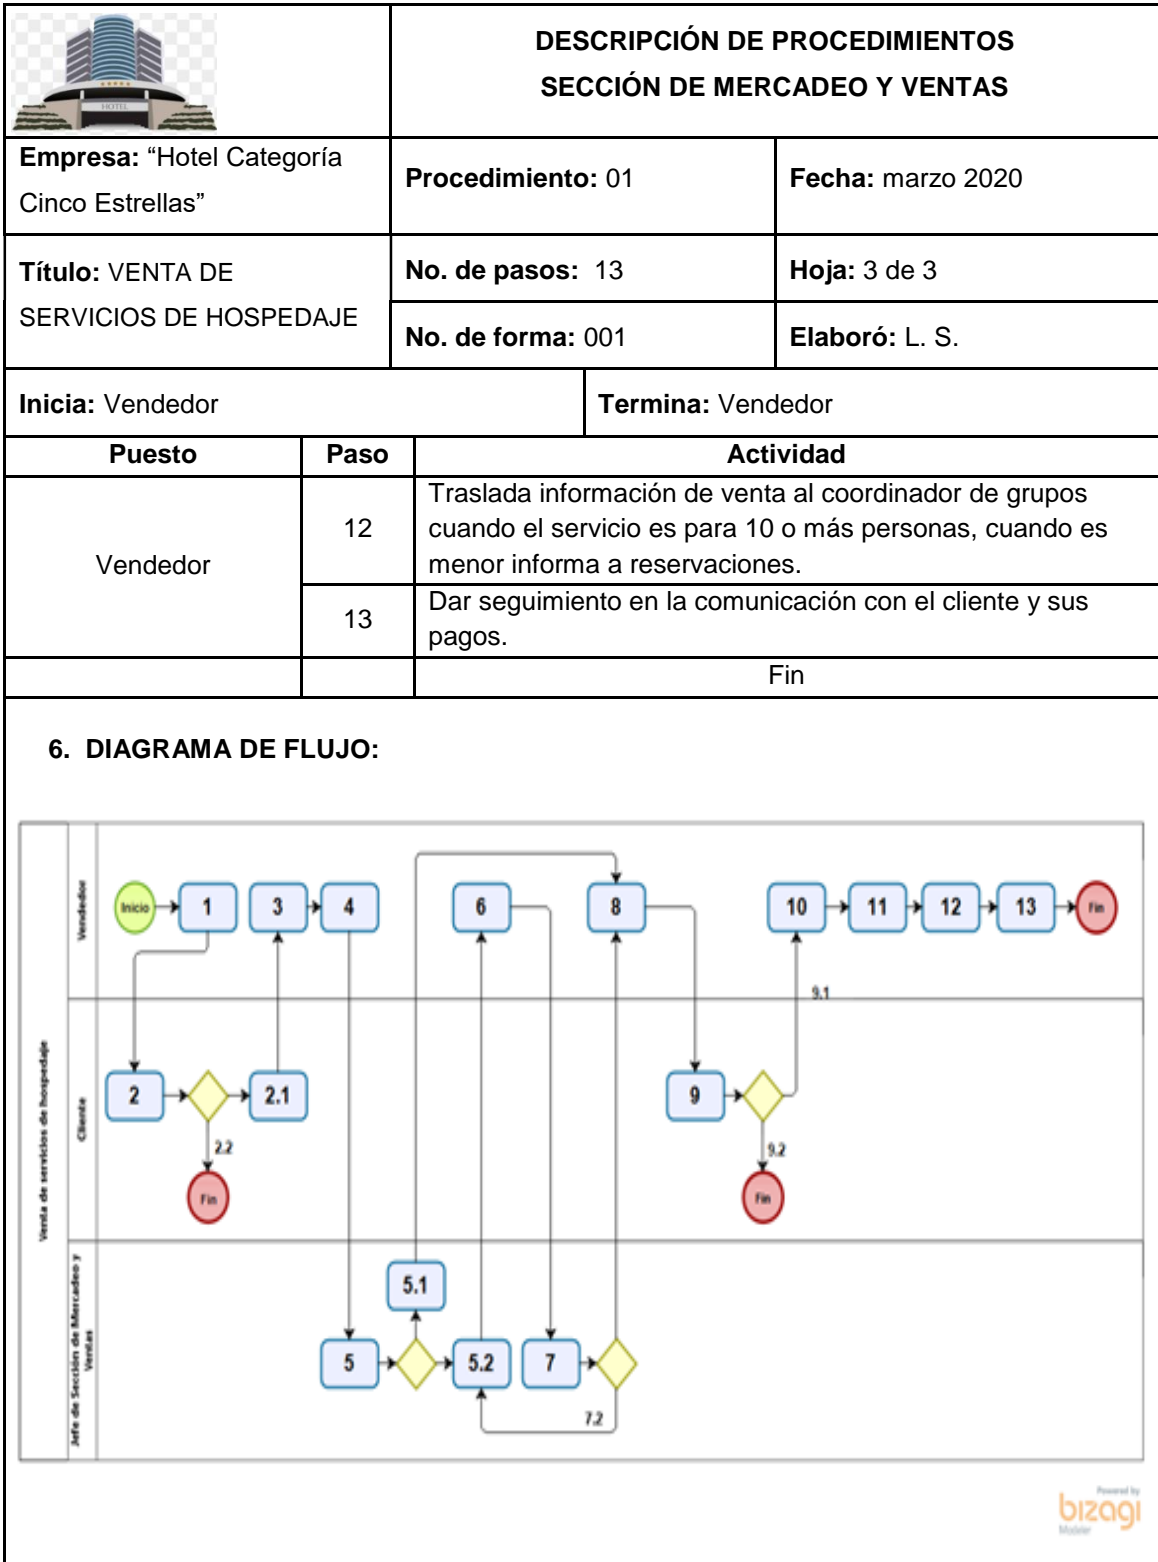 HOTEL
DESCRIPCIÓN DE PROCEDIMIENTOS
SECCIÓN DE MERCADEO Y VENTAS
Empresa: “Hotel Categoría
Cinco Estrellas”
Procedimiento: 01
Fecha: marzo 2020
Título: VENTA DE
SERVICIOS DE HOSPEDAJE
No. de pasos: 13
Hoja: 3 de 3
No. de forma: 001
Elaboró: L. S.
Inicia: Vendedor
Termina: Vendedor
Puesto
Paso
Actividad
Vendedor
12
Traslada información de venta al coordinador de grupos
cuando el servicio es para 10 o más personas, cuando es
menor informa a reservaciones.
13
Dar seguimiento en la comunicación con el cliente y sus
pagos.
Fin
6. DIAGRAMA DE FLUJO:
Venta de servicios de hospedaje
Vendedor
Inicio
1
3
4
6
8
10
11
12
13
Fin
9.1
Cliente
2
2.1
2.2
Fin
9
9.2
Fin
Jefe de Sección de Mercadeo y
Ventas
5.1
5
5.2
7
7.2
Powered by
bizagi
Modeler